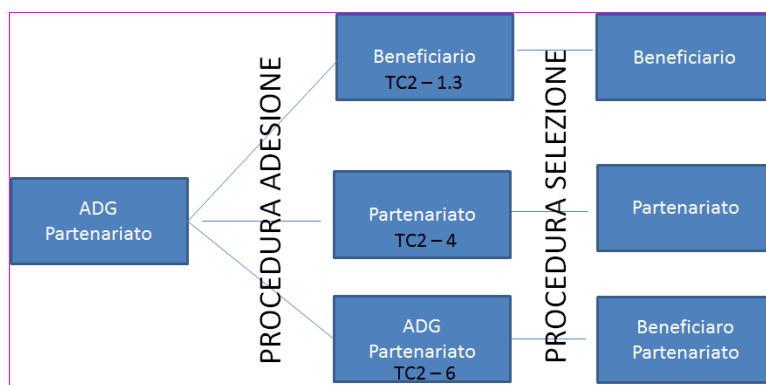 ADG
Partenariato
PROCEDURA ADESIONE
Beneficiario
TC2 – 1.3
Partenariato
TC2 – 4
ADG
Partenariato
TC2 – 6
PROCEDURA SELEZIONE
Beneficiario
Partenariato
Beneficiaro
Partenariato